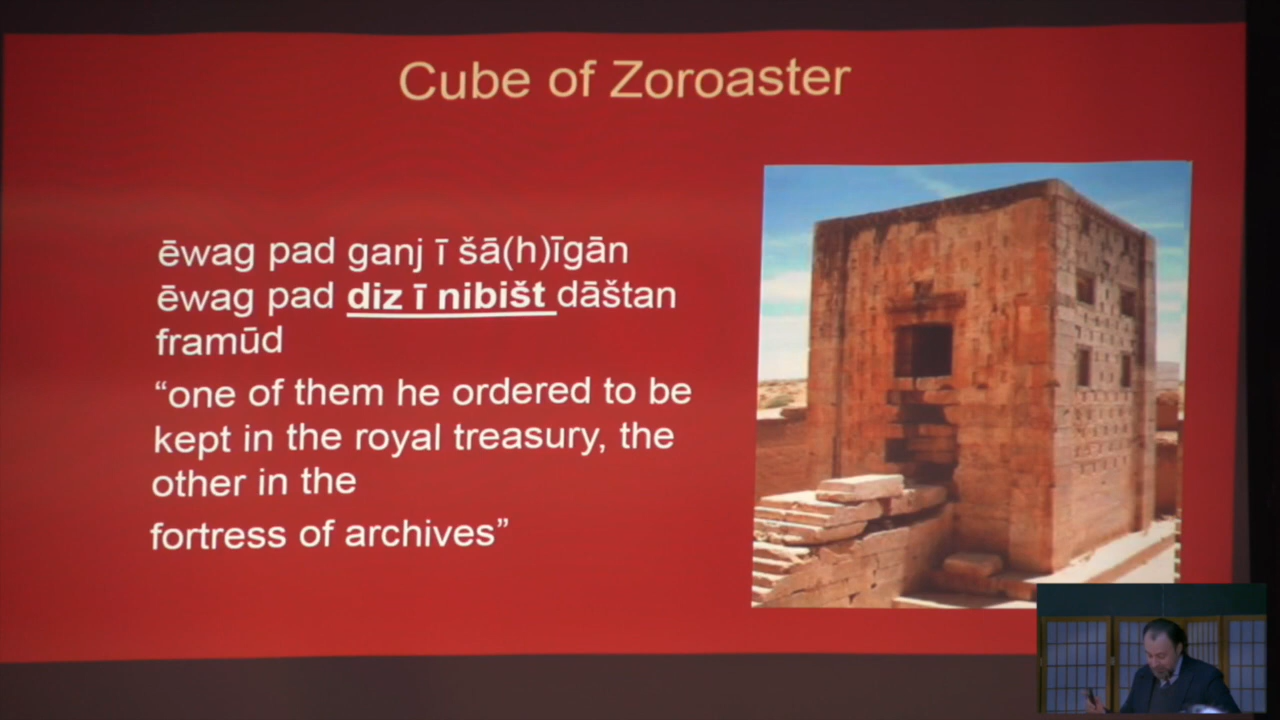 Cube of Zoroaster
ēwag pad ganj ī šā(h)īgān
ēwag pad diz ī nibišt dāštan
framūd
“one of them he ordered to be
kept in the royal treasury, the
other in the
fortress of archives”